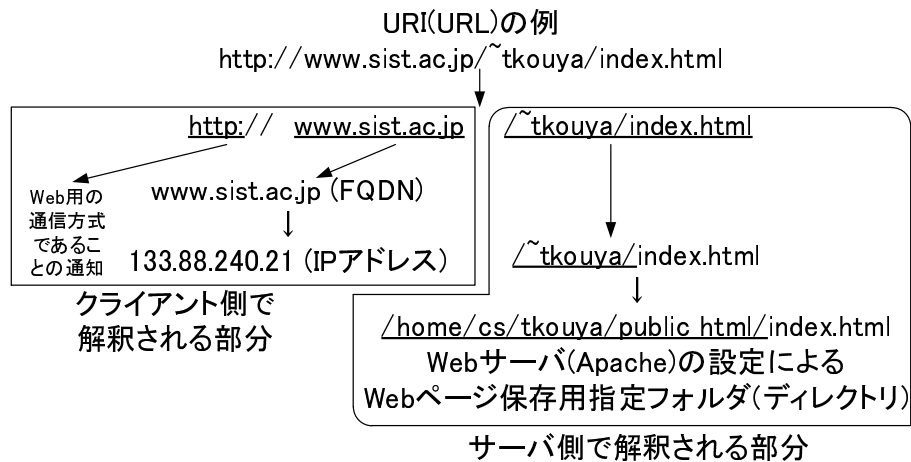 URI(URL)の例
http://www.sist.ac.jp/~tkouya/index.html
http:// www.sist.ac.jp
Web用の
通信方式
であるこ
との通知
www.sist.ac.jp (FQDN)
↓
133.88.240.21 (IPアドレス)
クライアント側で
解釈される部分
/~tkouya/index.html
/~tkouya/index.html
↓
/home/cs/tkouya/public_html/index.html
Webサーバ(Apache)の設定による
Webページ保存用指定フォルダ(ディレクトリ)
サーバ側で解釈される部分